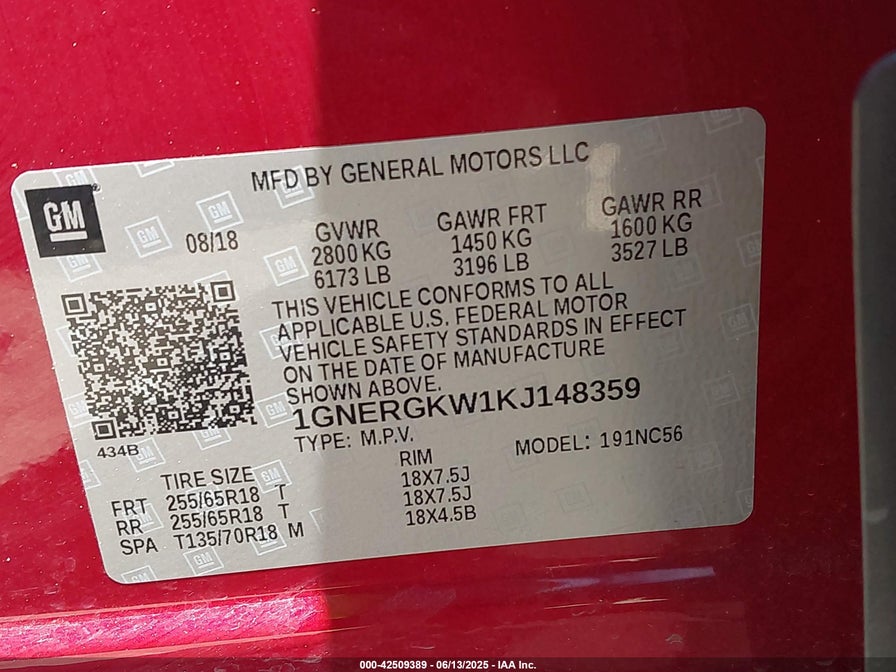 MFD BY GENERAL MOTORS LLC
GM
08/18
GVWR
2800 KG
6173 LB
GAWR FRT
1450 KG
3196 LB
GAWR RR
1600 KG
3527 LB
THIS VEHICLE CONFORMS TO ALL
APPLICABLE U.S. FEDERAL MOTOR
VEHICLE SAFETY STANDARDS IN EFFECT
ON THE DATE OF MANUFACTURE
SHOWN ABOVE.
1GNERGKW1KJ148359
434B
TYPE: M.P.V.
MODEL: 191NC56
TIRE SIZE RIM
FRT 255/65R18 T 18X7.5J
RR 255/65R18 T 18X7.5J
SPA T135/70R18 M 18X4.5B
000-42509389 - 06/13/2025 - IAA Inc.